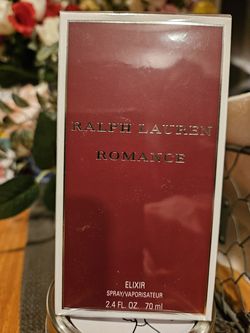 RALPH LAUREN
ROMANCE
ELIXIR
SPRAY/VAPORISATEUR
2.4 FL. OZ. 70 ml